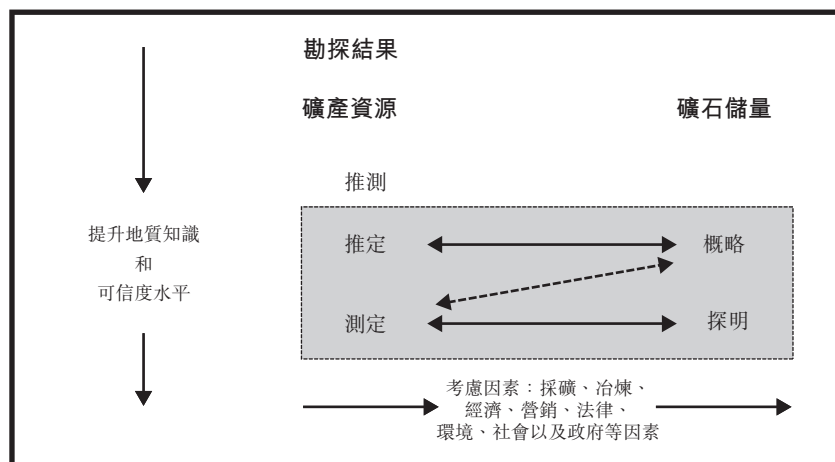 勘探結果
礦產資源
礦石儲量
推測
提升地質知識
和
可信度水平
推定
概略
測定
探明
考慮因素：採礦、冶煉、
經濟、營銷、法律、
環境、社會以及政府等因素